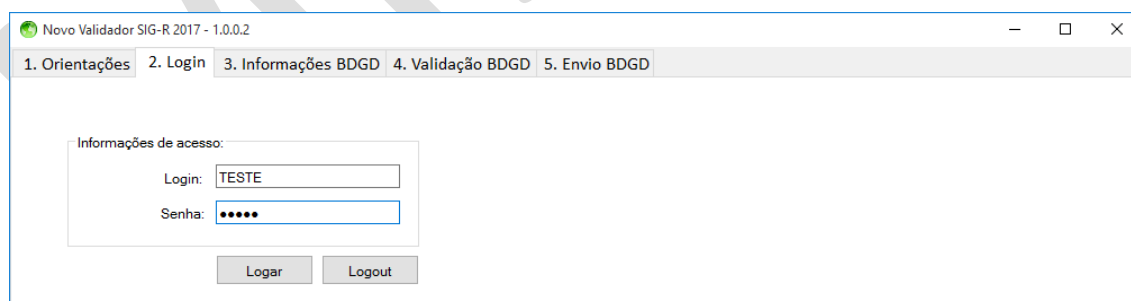 Novo Validador SIG-R 2017 - 1.0.0.2
1. Orientações 2. Login 3. Informações BDGD 4. Validação BDGD 5. Envio BDGD
Informações de acesso:
Login: TESTE
Senha: •••••
Logar Logout